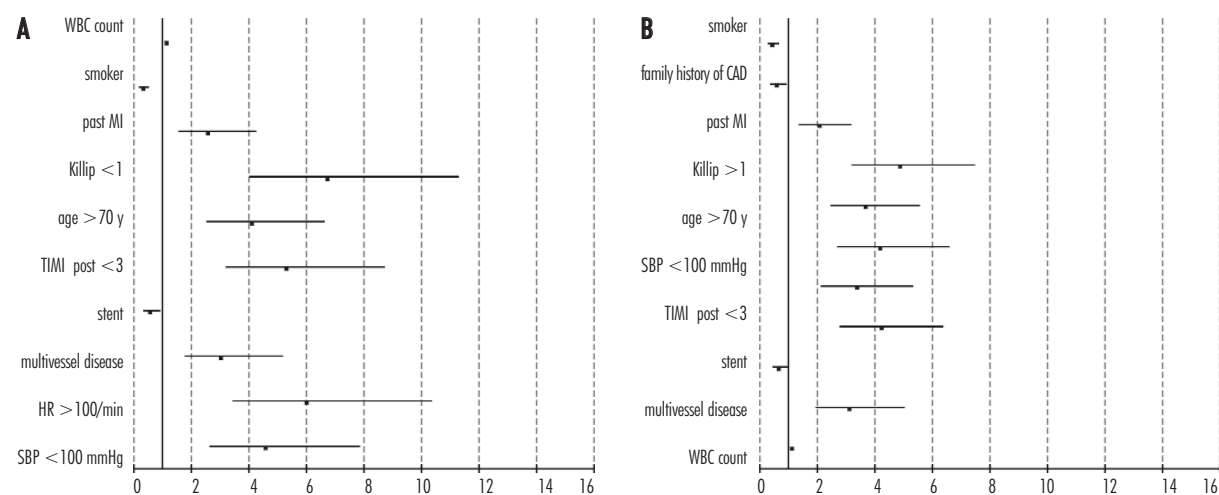 A
WBC count
smoker
past MI
Killip <1
age >70 y
TIMI post <3
stent
multivessel disease
HR >100/min
SBP <100 mmHg
0 2 4 6 8 10 12 14 16
B
smoker
family history of CAD
past MI
Killip >1
age >70 y
SBP <100 mmHg
TIMI post <3
stent
multivessel disease
WBC count
0 2 4 6 8 10 12 14 16